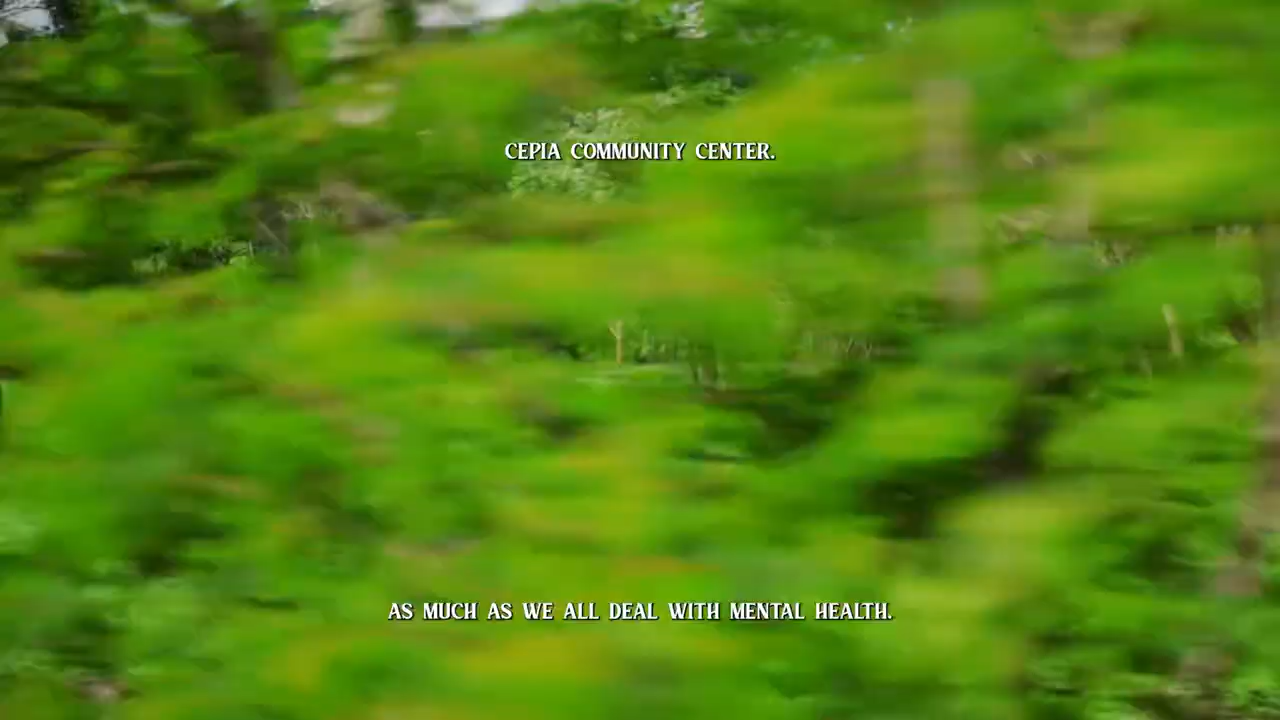 CEPIA COMMUNITY CENTER.
AS MUCH AS WE ALL DEAL WITH MENTAL HEALTH.